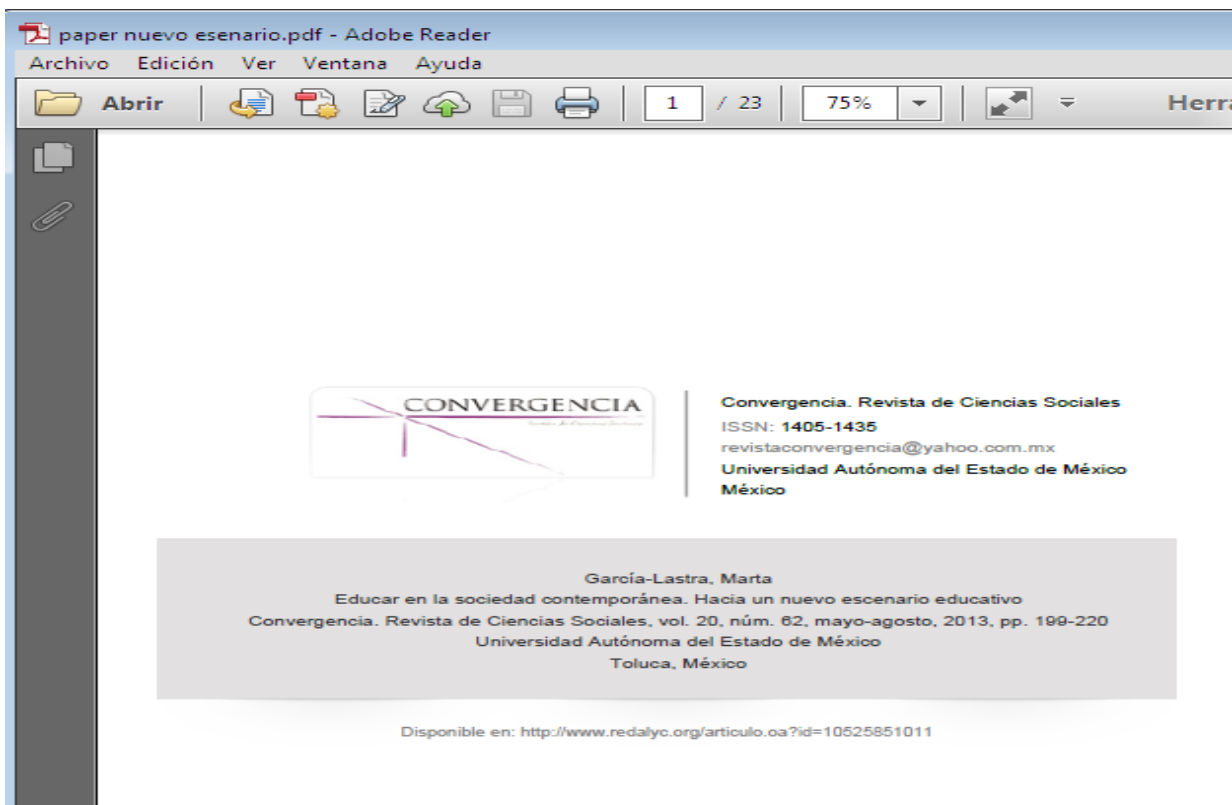 paper nuevo esenario.pdf - Adobe Reader
Archivo Edición Ver Ventana Ayuda
Abrir 1 / 23 75% Herra
CONVERGENCIA
Convergencia. Revista de Ciencias Sociales
ISSN: 1405-1435
revistaconvergencia@yahoo.com.mx
Universidad Autónoma del Estado de México
México
García-Lastra, Marta
Educar en la sociedad contemporánea. Hacia un nuevo escenario educativo
Convergencia. Revista de Ciencias Sociales, vol. 20, núm. 62, mayo-agosto, 2013, pp. 199-220
Universidad Autónoma del Estado de México
Toluca, México
Disponible en: http://www.redalyc.org/articulo.oa?id=10525851011